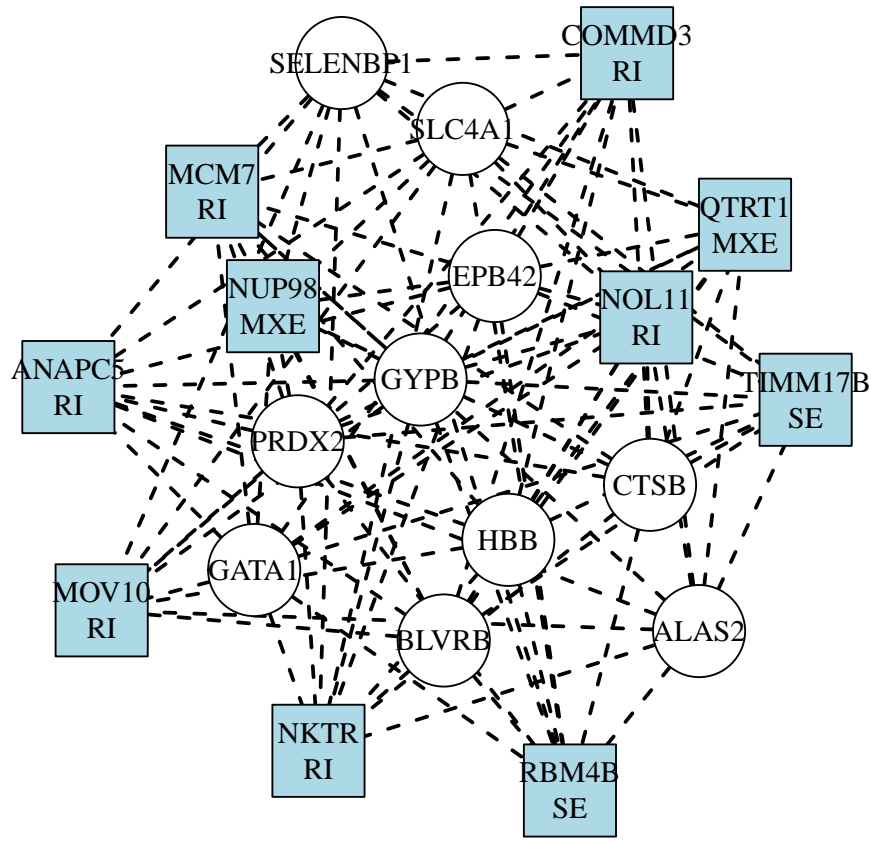 COMMD3
RI
SELENBP1
SLC4A1
MCM7
RI
QTRT1
MXE
EPB42
NUP98
MXE
NOL11
RI
ANAPC5
RI
GYPB
TIMM17B
SE
PRDX2
CTSB
HBB
GATA1
MOV10
RI
BLVRB
ALAS2
NKTR
RI
RBM4B
SE